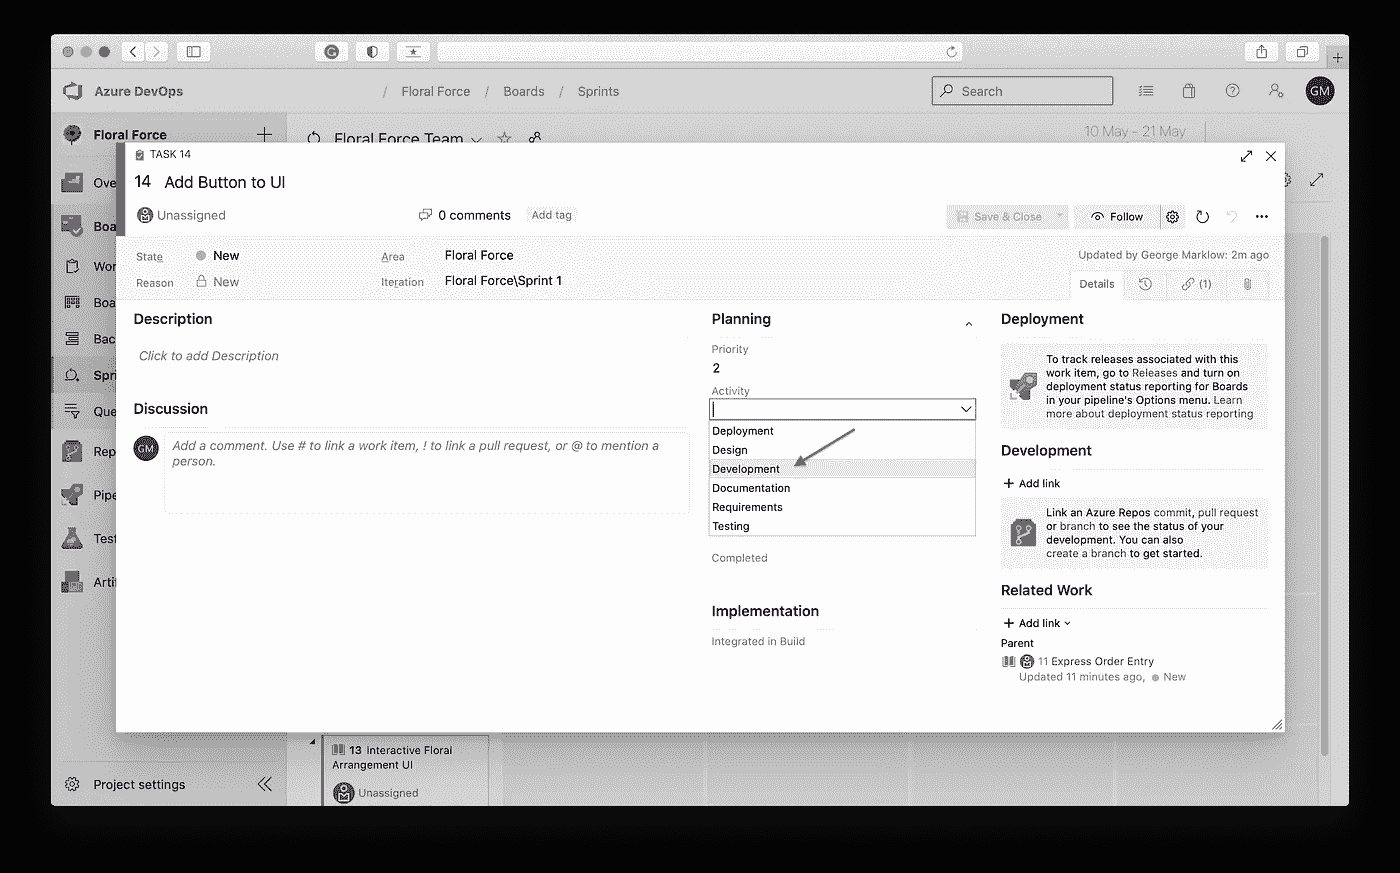 Azure DevOps / Floral Force / Boards / Sprints
Search
GM
Floral Force
Floral Force Team
10 May - 21 May
Ove
Boa
Wor
Boa
Bac
Spri
Que
Rep
Pipe
Test
Artif
Project settings
TASK 14
14 Add Button to UI
Unassigned
0 comments
Add tag
Save & Close
Follow
State
New
Area
Floral Force
Updated by George Marklow: 2m ago
Reason
New
Iteration
Floral Force\Sprint 1
Details
(1)
Description
Click to add Description
Discussion
GM
Add a comment. Use # to link a work item, ! to link a pull request, or @ to mention a
person.
Planning
Priority
2
Activity
Deployment
Design
Development
Documentation
Requirements
Testing
Completed
Implementation
Integrated in Build
Deployment
To track releases associated with this
work item, go to Releases and turn on
deployment status reporting for Boards
in your pipeline's Options menu. Learn
more about deployment status reporting
Development
+ Add link
Link an Azure Repos commit, pull request
or branch to see the status of your
development. You can also
create a branch to get started.
Related Work
+ Add link
Parent
11 Express Order Entry
Updated 11 minutes ago, New
13 Interactive Floral
Arrangement UI
Unassigned